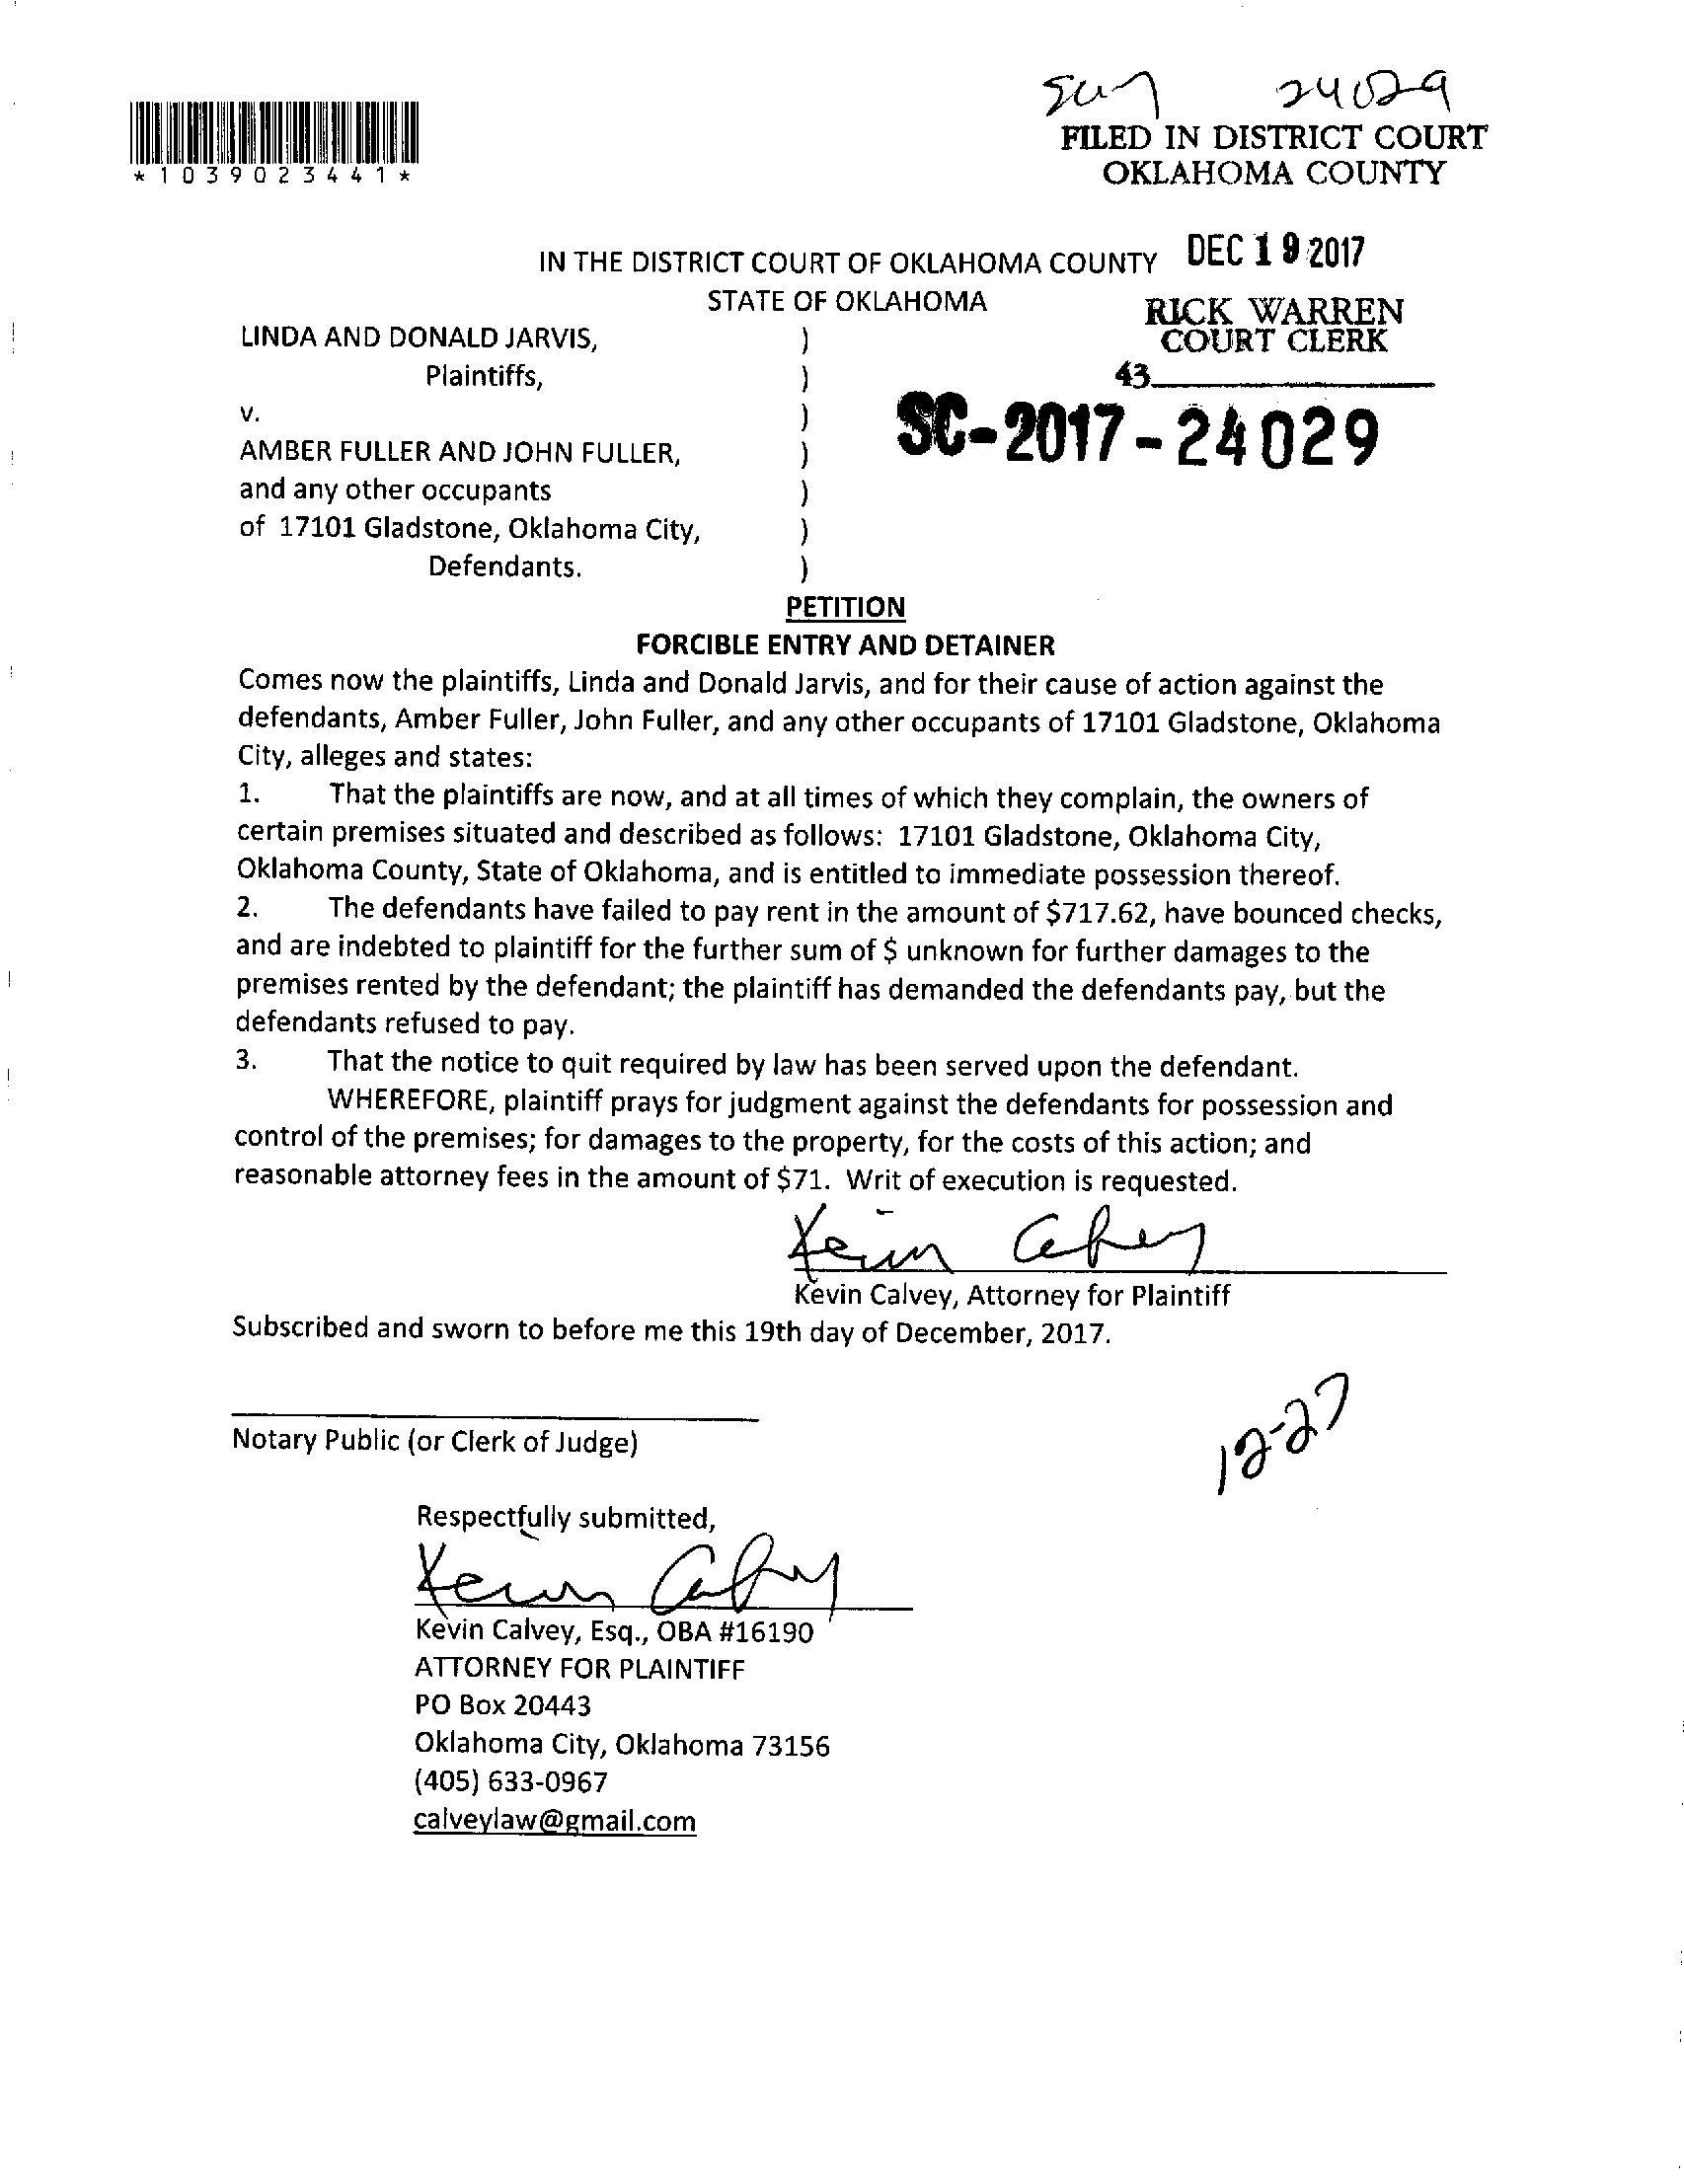 24029
*1039023441*
FILED IN DISTRICT COURT
OKLAHOMA COUNTY
DEC 19 2017
RICK WARREN
COURT CLERK
43
SC-2017-24029
IN THE DISTRICT COURT OF OKLAHOMA COUNTY
STATE OF OKLAHOMA
LINDA AND DONALD JARVIS, )
Plaintiffs, )
v. )
AMBER FULLER AND JOHN FULLER, )
and any other occupants )
of 17101 Gladstone, Oklahoma City, )
Defendants. )
PETITION
FORCIBLE ENTRY AND DETAINER
Comes now the plaintiffs, Linda and Donald Jarvis, and for their cause of action against the
defendants, Amber Fuller, John Fuller, and any other occupants of 17101 Gladstone, Oklahoma
City, alleges and states:
1. That the plaintiffs are now, and at all times of which they complain, the owners of
certain premises situated and described as follows: 17101 Gladstone, Oklahoma City,
Oklahoma County, State of Oklahoma, and is entitled to immediate possession thereof.
2. The defendants have failed to pay rent in the amount of $717.62, have bounced checks,
and are indebted to plaintiff for the further sum of $ unknown for further damages to the
premises rented by the defendant; the plaintiff has demanded the defendants pay, but the
defendants refused to pay.
3. That the notice to quit required by law has been served upon the defendant.
WHEREFORE, plaintiff prays for judgment against the defendants for possession and
control of the premises; for damages to the property, for the costs of this action; and
reasonable attorney fees in the amount of $71. Writ of execution is requested.
Kevin Calvey
Kevin Calvey, Attorney for Plaintiff
Subscribed and sworn to before me this 19th day of December, 2017.
12-27
Notary Public (or Clerk of Judge)
Respectfully submitted,
Kevin Calvey
Kevin Calvey, Esq., OBA #16190
ATTORNEY FOR PLAINTIFF
PO Box 20443
Oklahoma City, Oklahoma 73156
(405) 633-0967
calveylaw@gmail.com